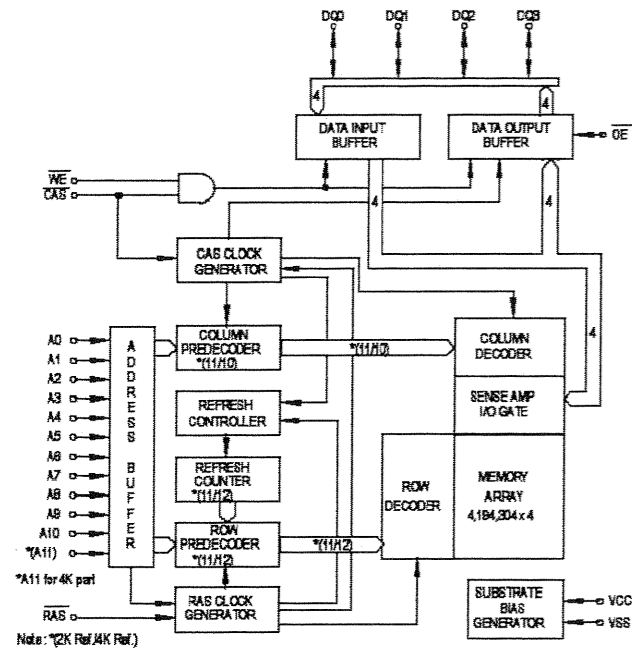 DQ0 DQ1 DQ2 DQ3
4 4
DATA INPUT
BUFFER
DATA OUTPUT
BUFFER
OE
WE
CAS
4 4
CAS CLOCK
GENERATOR
4
A0
A1
A2
A3
A4
A5
A6
A7
A8
A9
A10
*(A11)
ADDRESS BUFFER
COLUMN
PREDECODER
*(11/10)
*(11/10)
COLUMN
DECODER
REFRESH
CONTROLLER
SENSE AMP
I/O GATE
REFRESH
COUNTER
*(11/12)
ROW
DECODER
MEMORY
ARRAY
4,194,304 x 4
ROW
PREDECODER
*(11/12)
*(11/12)
*A11 for 4K part
RAS
RAS CLOCK
GENERATOR
SUBSTRATE
BIAS
GENERATOR
VCC
VSS
Note : *(2K Ref./4K Ref.)